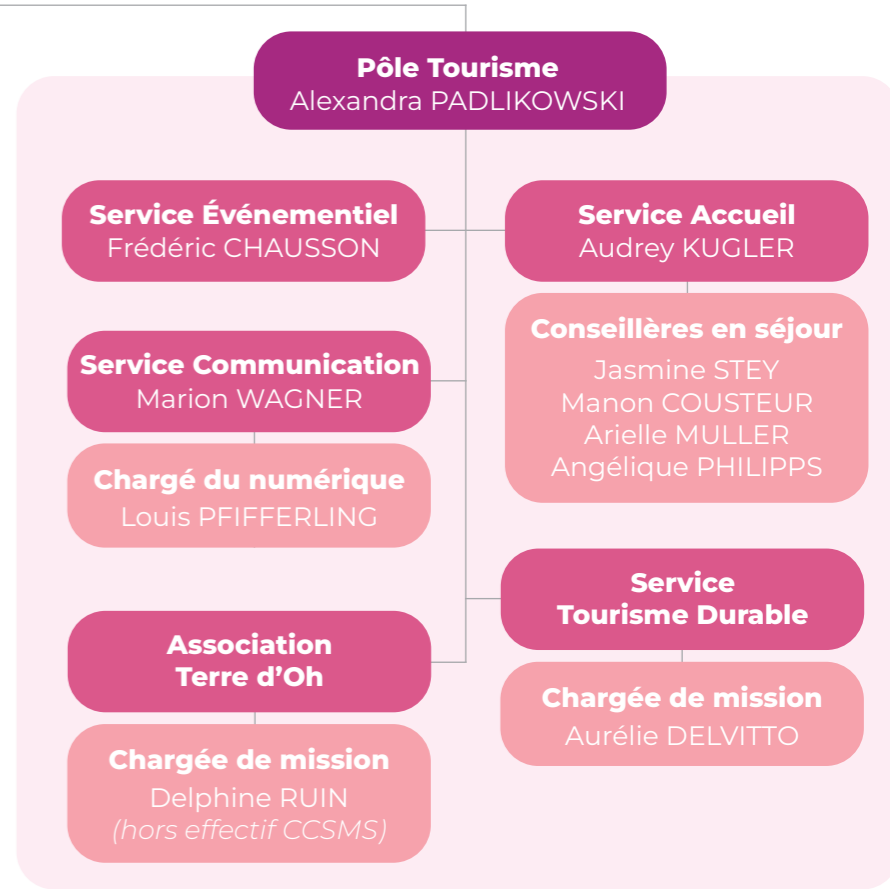 Pôle Tourisme
Alexandra PADLIKOWSKI
Service Événementiel
Frédéric CHAUSSON
Service Accueil
Audrey KUGLER
Conseillères en séjour
Jasmine STEY
Manon COUSTEUR
Arielle MULLER
Angélique PHILIPPS
Service Communication
Marion WAGNER
Chargé du numérique
Louis PFIFFERLING
Service
Tourisme Durable
Chargée de mission
Aurélie DELVITTO
Association
Terre d’Oh
Chargée de mission
Delphine RUIN
(hors effectif CCSMS)